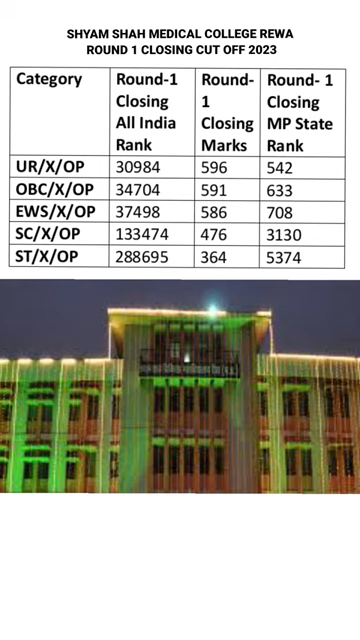 SHYAM SHAH MEDICAL COLLEGE REWA
ROUND 1 CLOSING CUT OFF 2023
Category Round-1 Closing All India Rank Round-1 Closing Marks Round- 1 Closing MP State Rank
UR/X/OP 30984 596 542
OBC/X/OP 34704 591 633
EWS/X/OP 37498 586 708
SC/X/OP 133474 476 3130
ST/X/OP 288695 364 5374